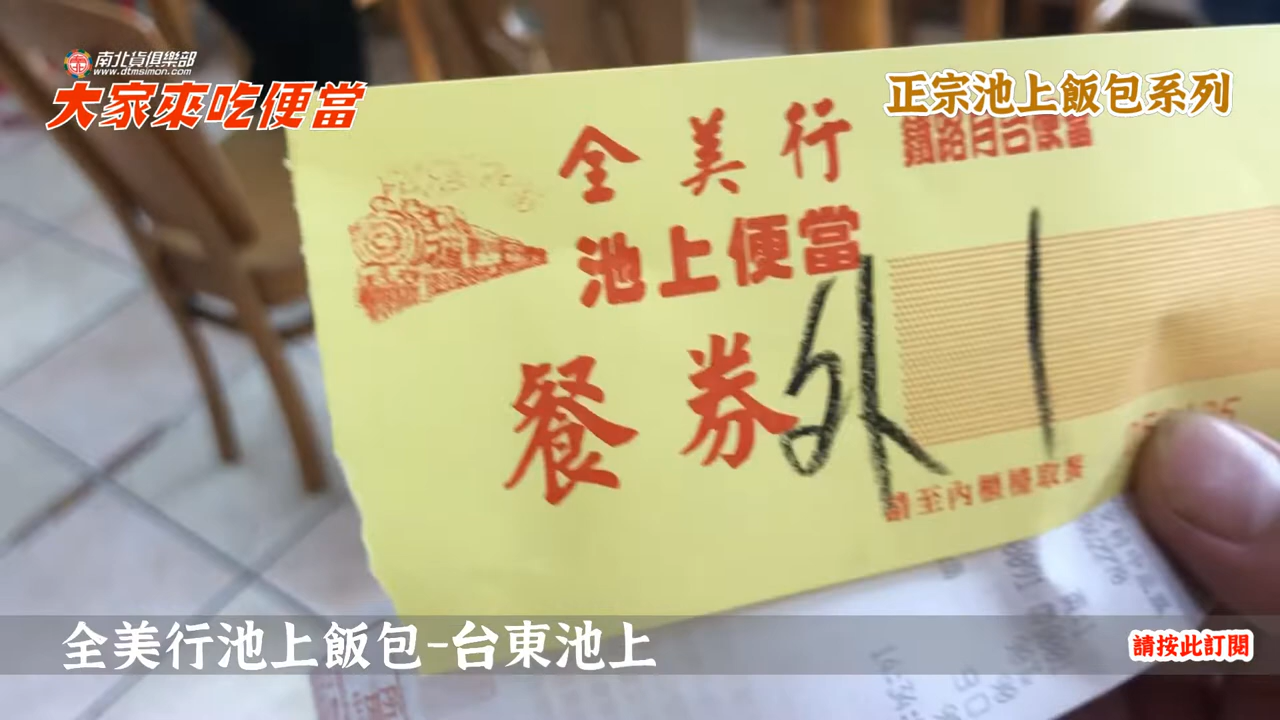 南北貨俱樂部
www.dtmsimon.com
大家來吃便當
正宗池上飯包系列
全美行
鐵路月台便當
池上便當
餐券
外 1
請至內櫃檯取餐
全美行池上飯包-台東池上
請按此訂閱